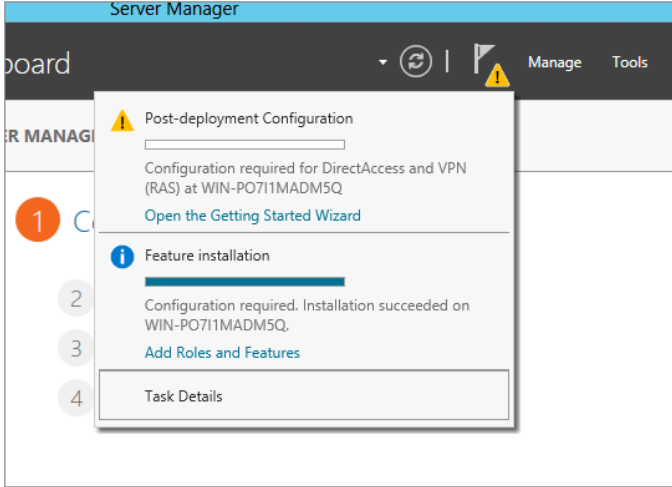 Server Manager
board
Manage
Tools
ER MANAG
Post-deployment Configuration
Configuration required for DirectAccess and VPN
(RAS) at WIN-PO7I1MADM5Q
Open the Getting Started Wizard
1 C
Feature installation
Configuration required. Installation succeeded on
WIN-PO7I1MADM5Q.
Add Roles and Features
2
3
4
Task Details